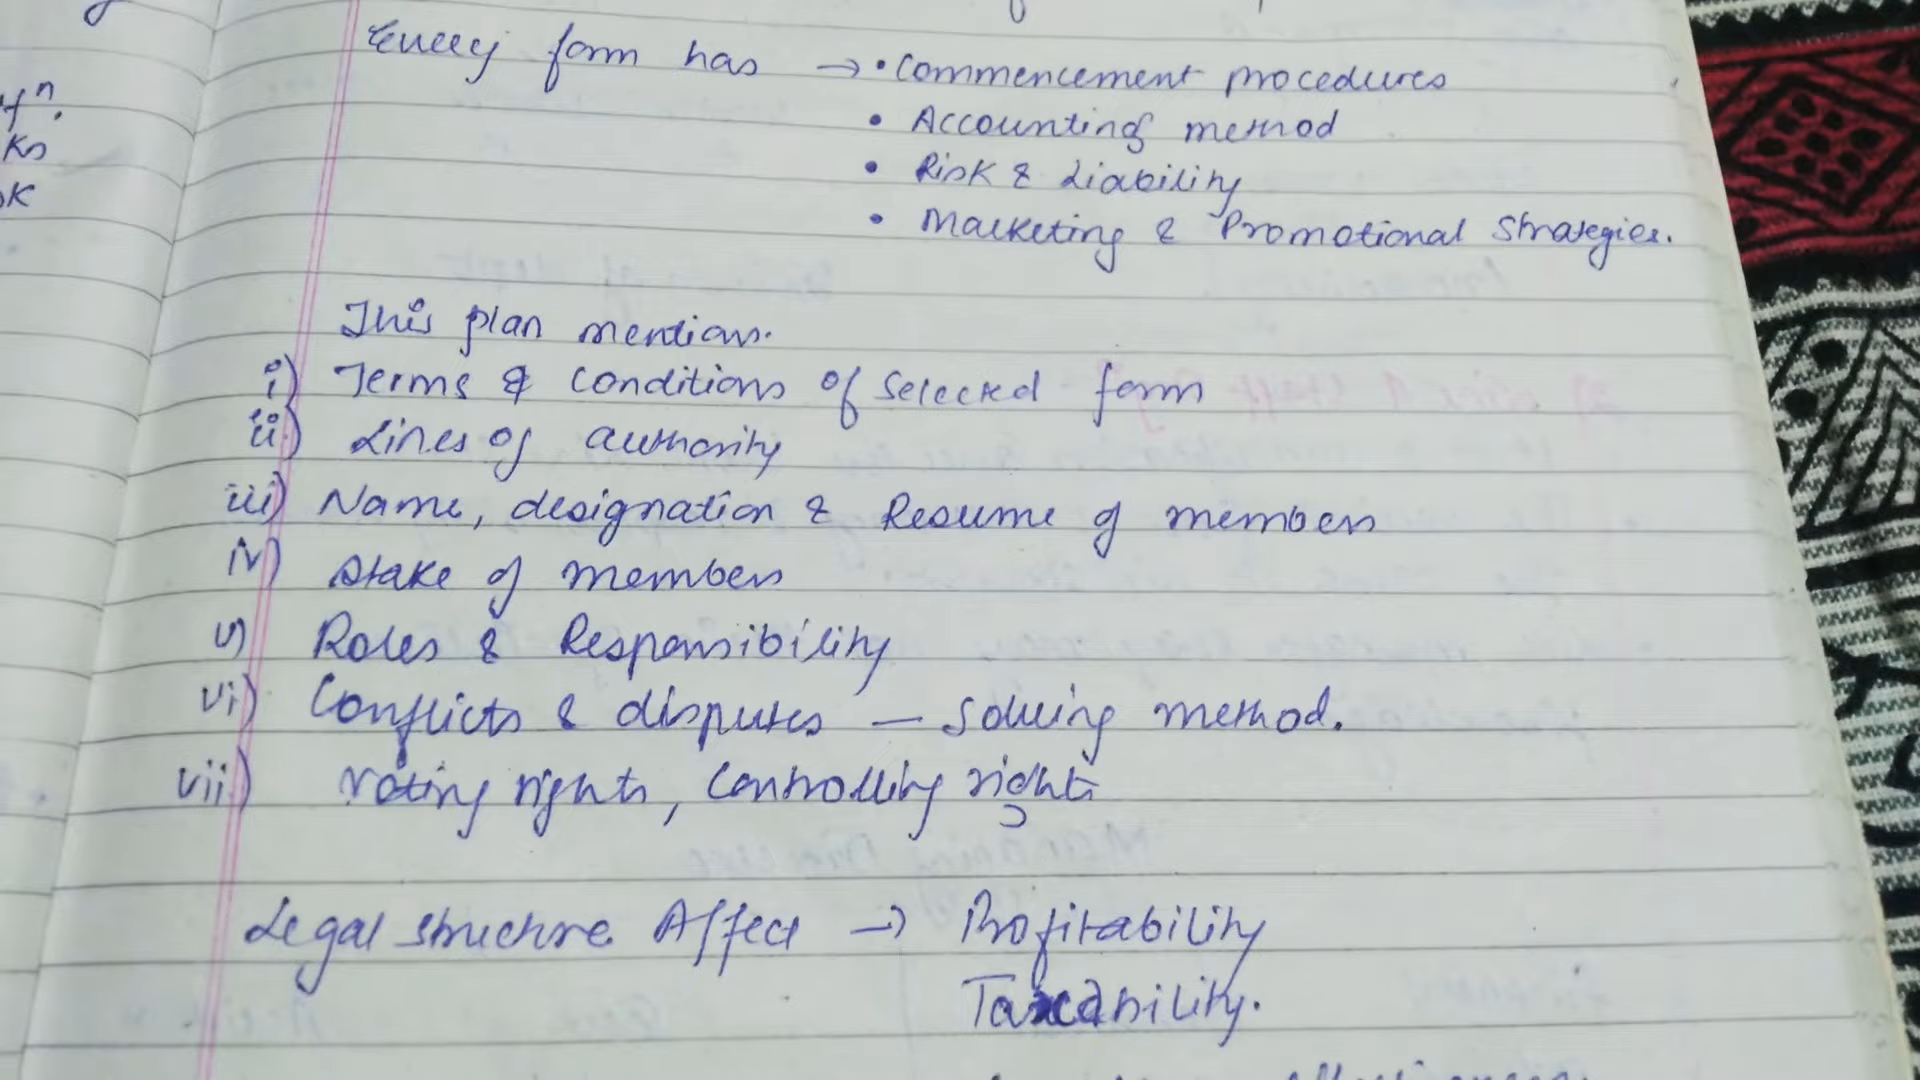 fn.
ks
Every form has → • Commencement procedures
• Accounting method
• Risk & Liability
• Marketing & Promotional Strategies.
This plan mentions.
i) Terms & conditions of Selected form
ii) Lines of authority
iii) Name, designation & Resume of members
iv) Stake of members
v) Roles & Responsibility
vi) Conflicts & disputes — Solving method.
vii) Voting rights, Controlling rights
Legal structure Affect → Profitability
Taxability.